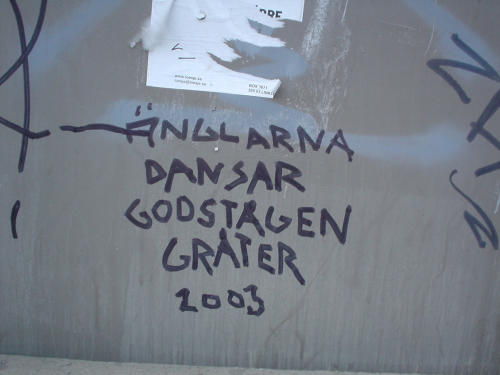 ÄNGLARNA
DANSAR
GODSTÅGEN
GRÅTER
2003